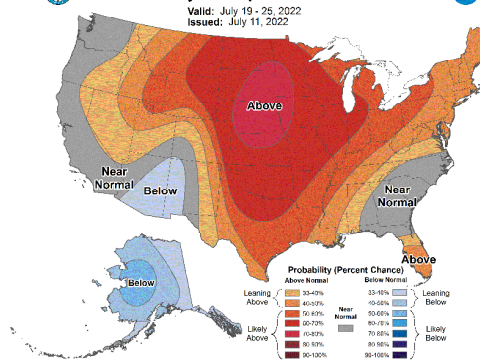 Valid: July 19 - 25, 2022
Issued: July 11, 2022
Above
Near
Normal
Below
Near
Normal
Above
Below
Probability (Percent Chance)
Above Normal
Below Normal
Leaning
Above
Likely
Above
33-40%
40-50%
50-60%
60-70%
70-80%
80-90%
90-100%
Near
Normal
33-40%
40-50%
50-60%
60-70%
70-80%
80-90%
90-100%
Leaning
Below
Likely
Below